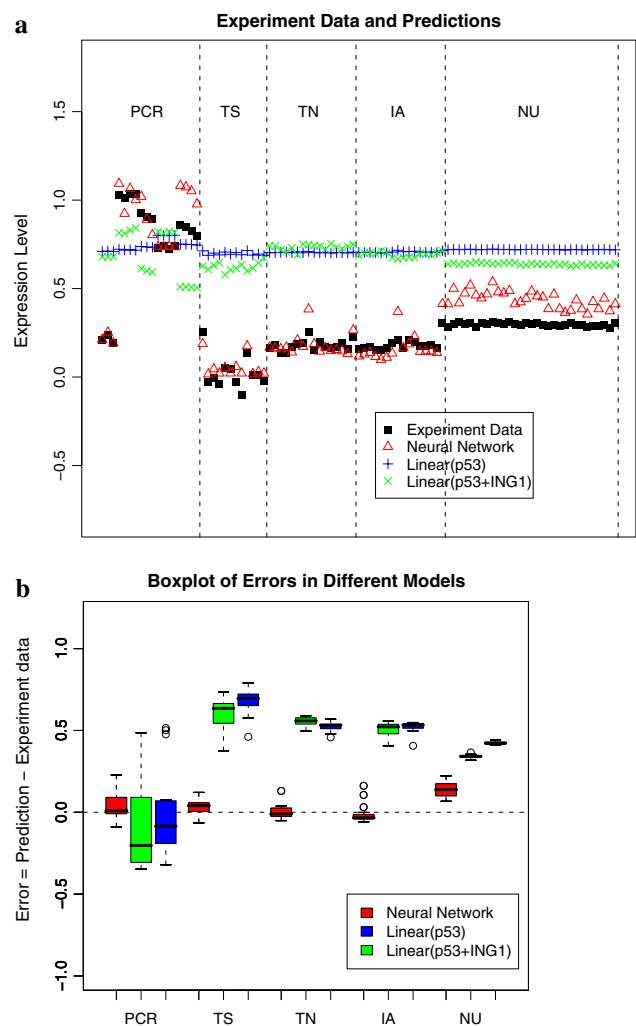 a
Experiment Data and Predictions
PCR TS TN IA NU
Expression Level
1.5
1.0
0.5
0.0
−0.5
Experiment Data
Neural Network
Linear(p53)
Linear(p53+ING1)
b
Boxplot of Errors in Different Models
Error = Prediction − Experiment data
1.0
0.5
0.0
−0.5
−1.0
Neural Network
Linear(p53)
Linear(p53+ING1)
PCR TS TN IA NU